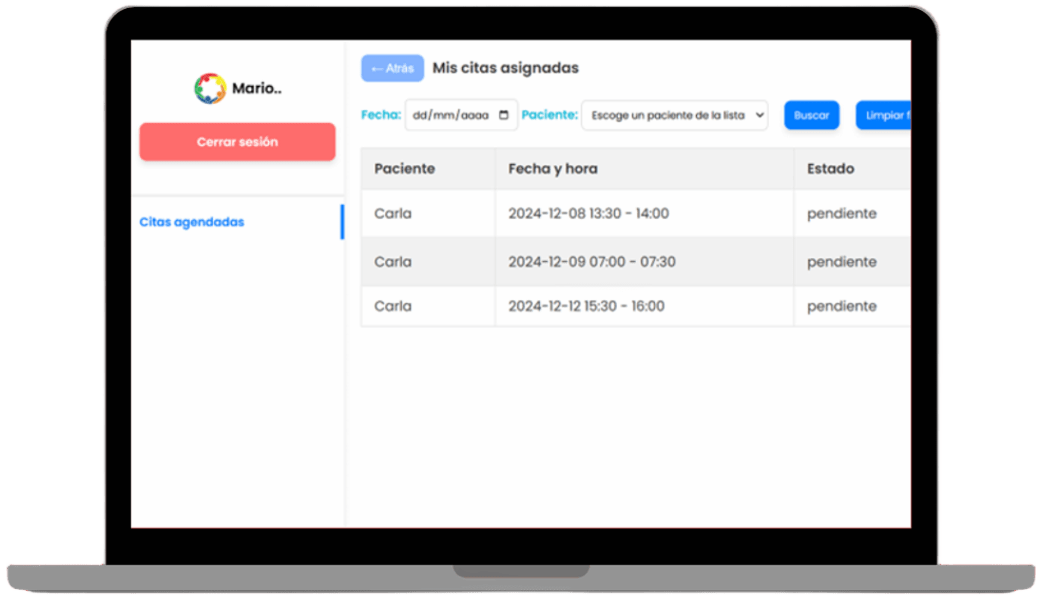 Mario..
Cerrar sesión
Citas agendadas
← Atrás Mis citas asignadas
Fecha: dd/mm/aaaa Paciente: Escoge un paciente de la lista Buscar Limpiar f
Paciente Fecha y hora Estado
Carla 2024-12-08 13:30 - 14:00 pendiente
Carla 2024-12-09 07:00 - 07:30 pendiente
Carla 2024-12-12 15:30 - 16:00 pendiente